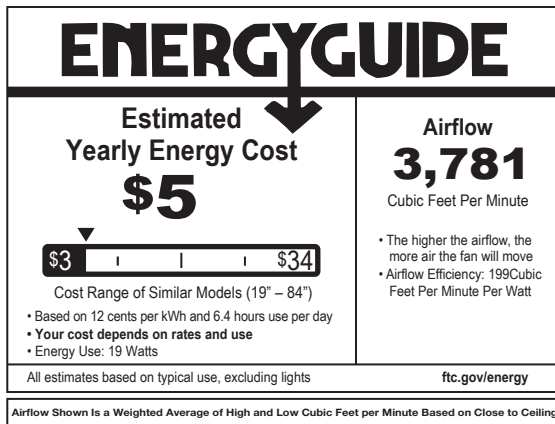 ENERGYGUIDE
Estimated
Yearly Energy Cost
$5
$3
$34
Cost Range of Similar Models (19” – 84”)
• Based on 12 cents per kWh and 6.4 hours use per day
• Your cost depends on rates and use
• Energy Use: 19 Watts
Airflow
3,781
Cubic Feet Per Minute
• The higher the airflow, the
more air the fan will move
• Airflow Efficiency: 199Cubic
Feet Per Minute Per Watt
All estimates based on typical use, excluding lights
ftc.gov/energy
Airflow Shown Is a Weighted Average of High and Low Cubic Feet per Minute Based on Close to Ceiling